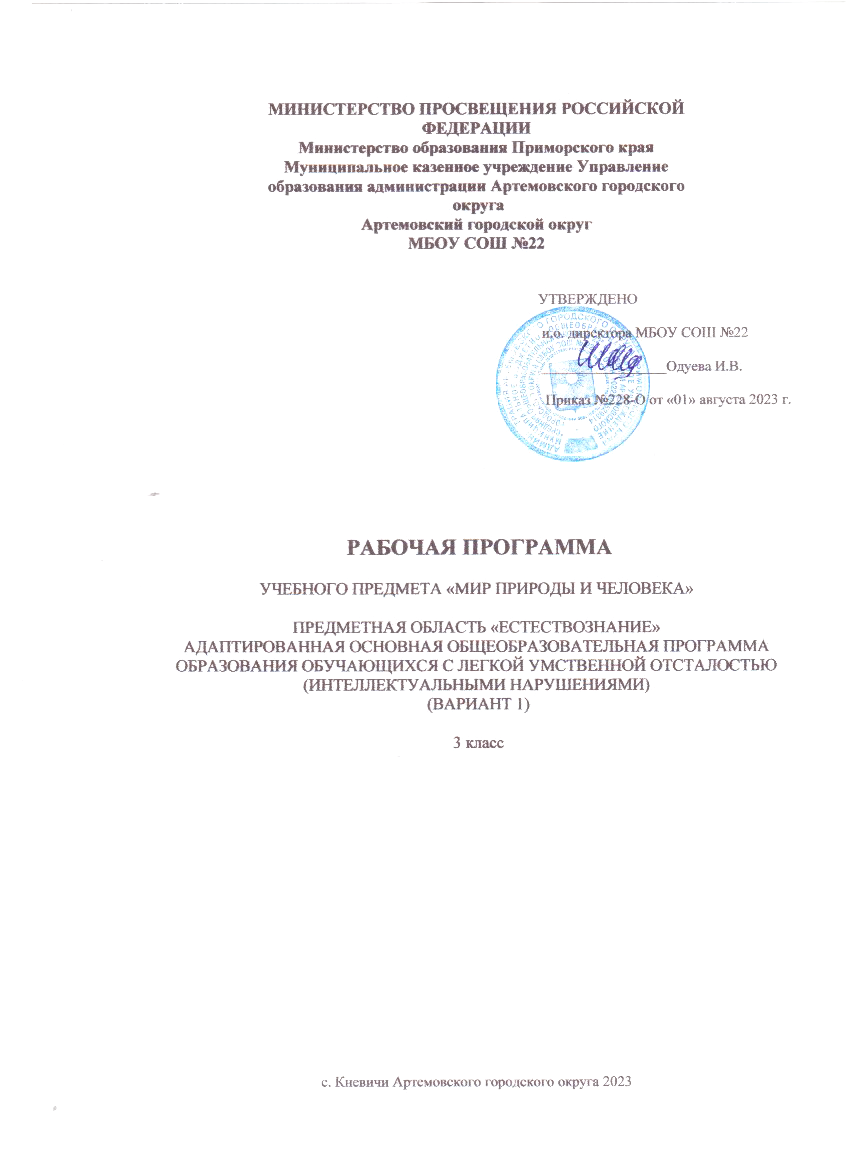 МИНИСТЕРСТВО ПРОСВЕЩЕНИЯ РОССИЙСКОЙ
ФЕДЕРАЦИИ
Министерство образования Приморского края
Муниципальное казенное учреждение Управление
образования администрации Артемовского городского
округа
Артемовский городской округ
МБОУ СОШ №22
УТВЕРЖДЕНО
и.о. директора МБОУ СОШ №22
Одуева И.В.
Приказ №228-О от «01» августа 2023 г.
РАБОЧАЯ ПРОГРАММА
УЧЕБНОГО ПРЕДМЕТА «МИР ПРИРОДЫ И ЧЕЛОВЕКА»
ПРЕДМЕТНАЯ ОБЛАСТЬ «ЕСТЕСТВОЗНАНИЕ»
АДАПТИРОВАННАЯ ОСНОВНАЯ ОБЩЕОБРАЗОВАТЕЛЬНАЯ ПРОГРАММА
ОБРАЗОВАНИЯ ОБУЧАЮЩИХСЯ С ЛЕГКОЙ УМСТВЕННОЙ ОТСТАЛОСТЬЮ
(ИНТЕЛЛЕКТУАЛЬНЫМИ НАРУШЕНИЯМИ)
(ВАРИАНТ 1)
3 класс
с. Кневичи Артемовского городского округа 2023